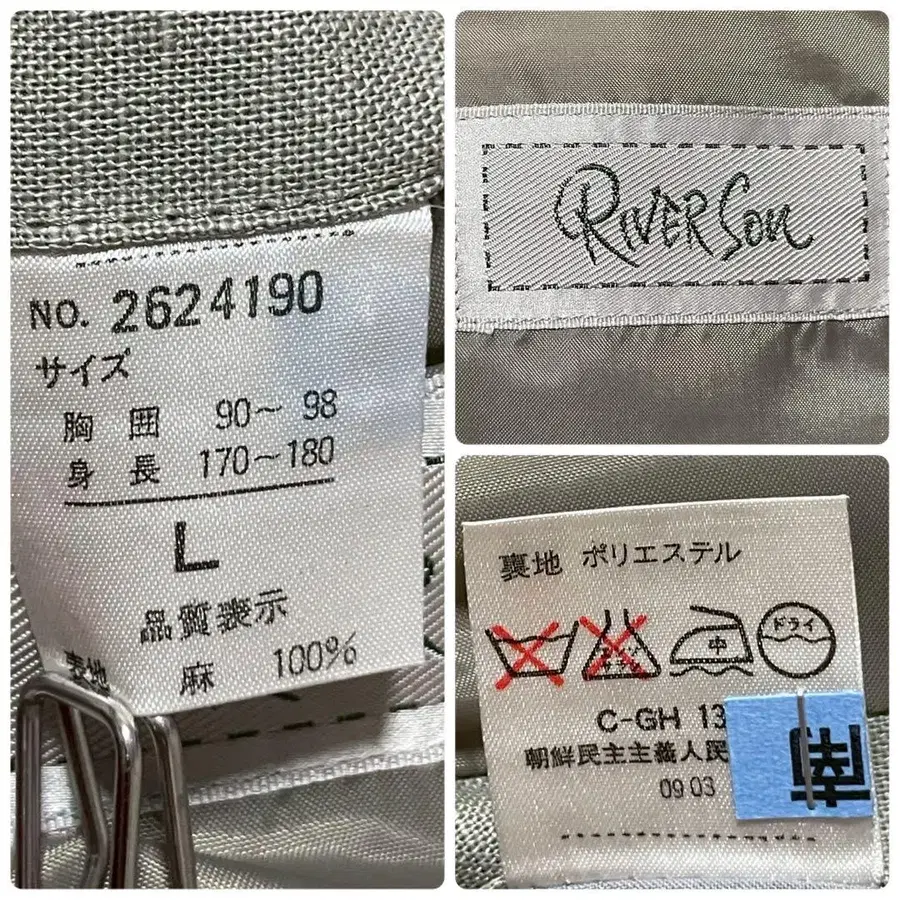 NO. 2624190
サイズ
胸囲 90～98
身長 170～180
L
品質表示
表地 麻 100%
RIVER SON
裏地 ポリエステル
中
ドライ
C-GH 13
朝鮮民主主義人民
09 03